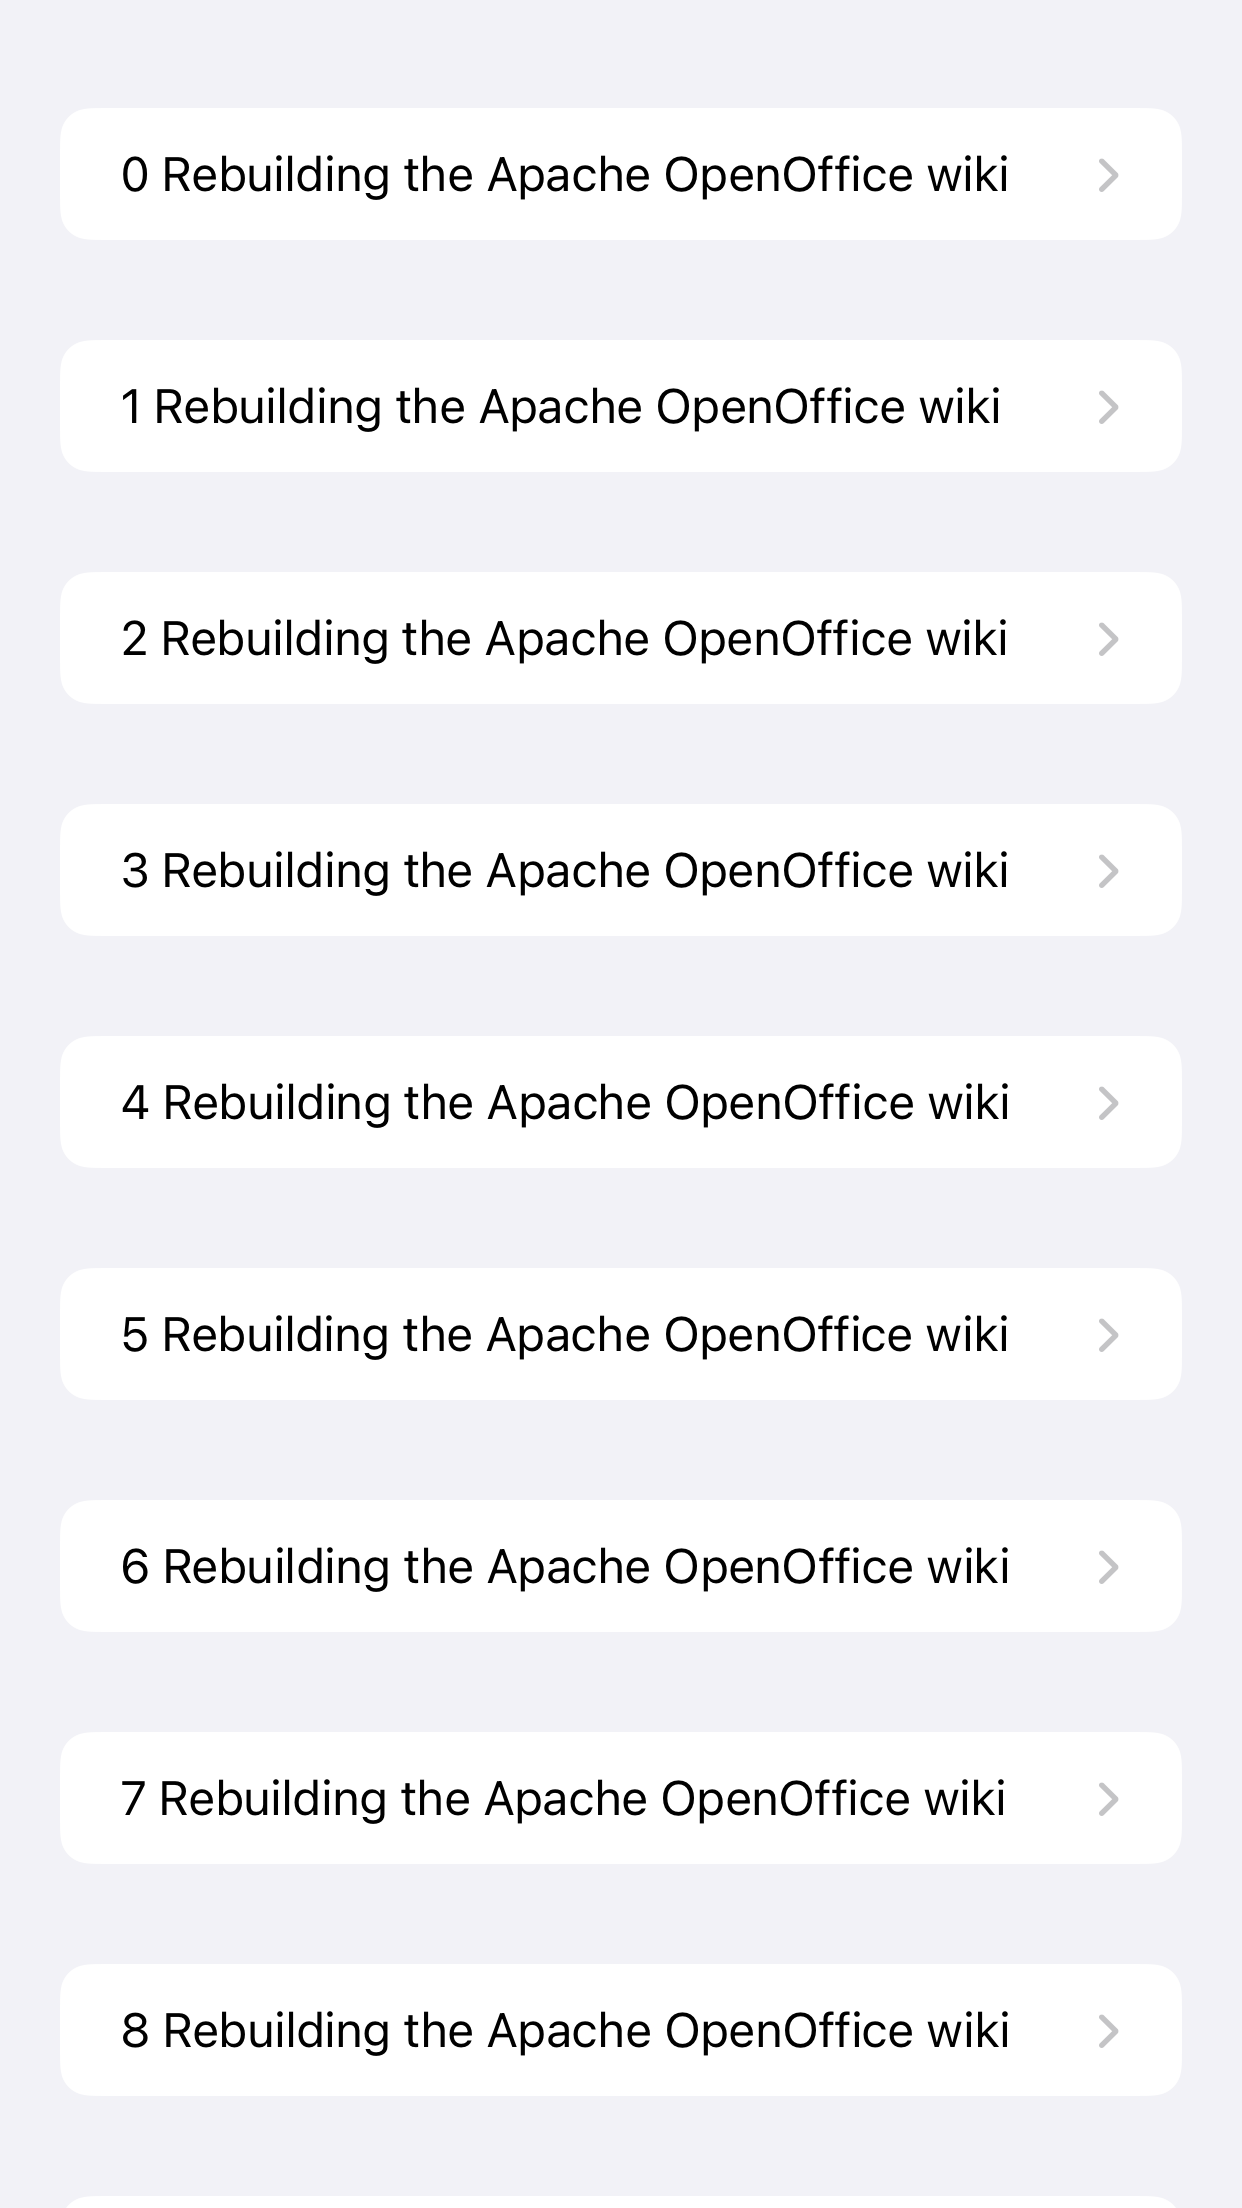 0 Rebuilding the Apache OpenOffice wiki
1 Rebuilding the Apache OpenOffice wiki
2 Rebuilding the Apache OpenOffice wiki
3 Rebuilding the Apache OpenOffice wiki
4 Rebuilding the Apache OpenOffice wiki
5 Rebuilding the Apache OpenOffice wiki
6 Rebuilding the Apache OpenOffice wiki
7 Rebuilding the Apache OpenOffice wiki
8 Rebuilding the Apache OpenOffice wiki